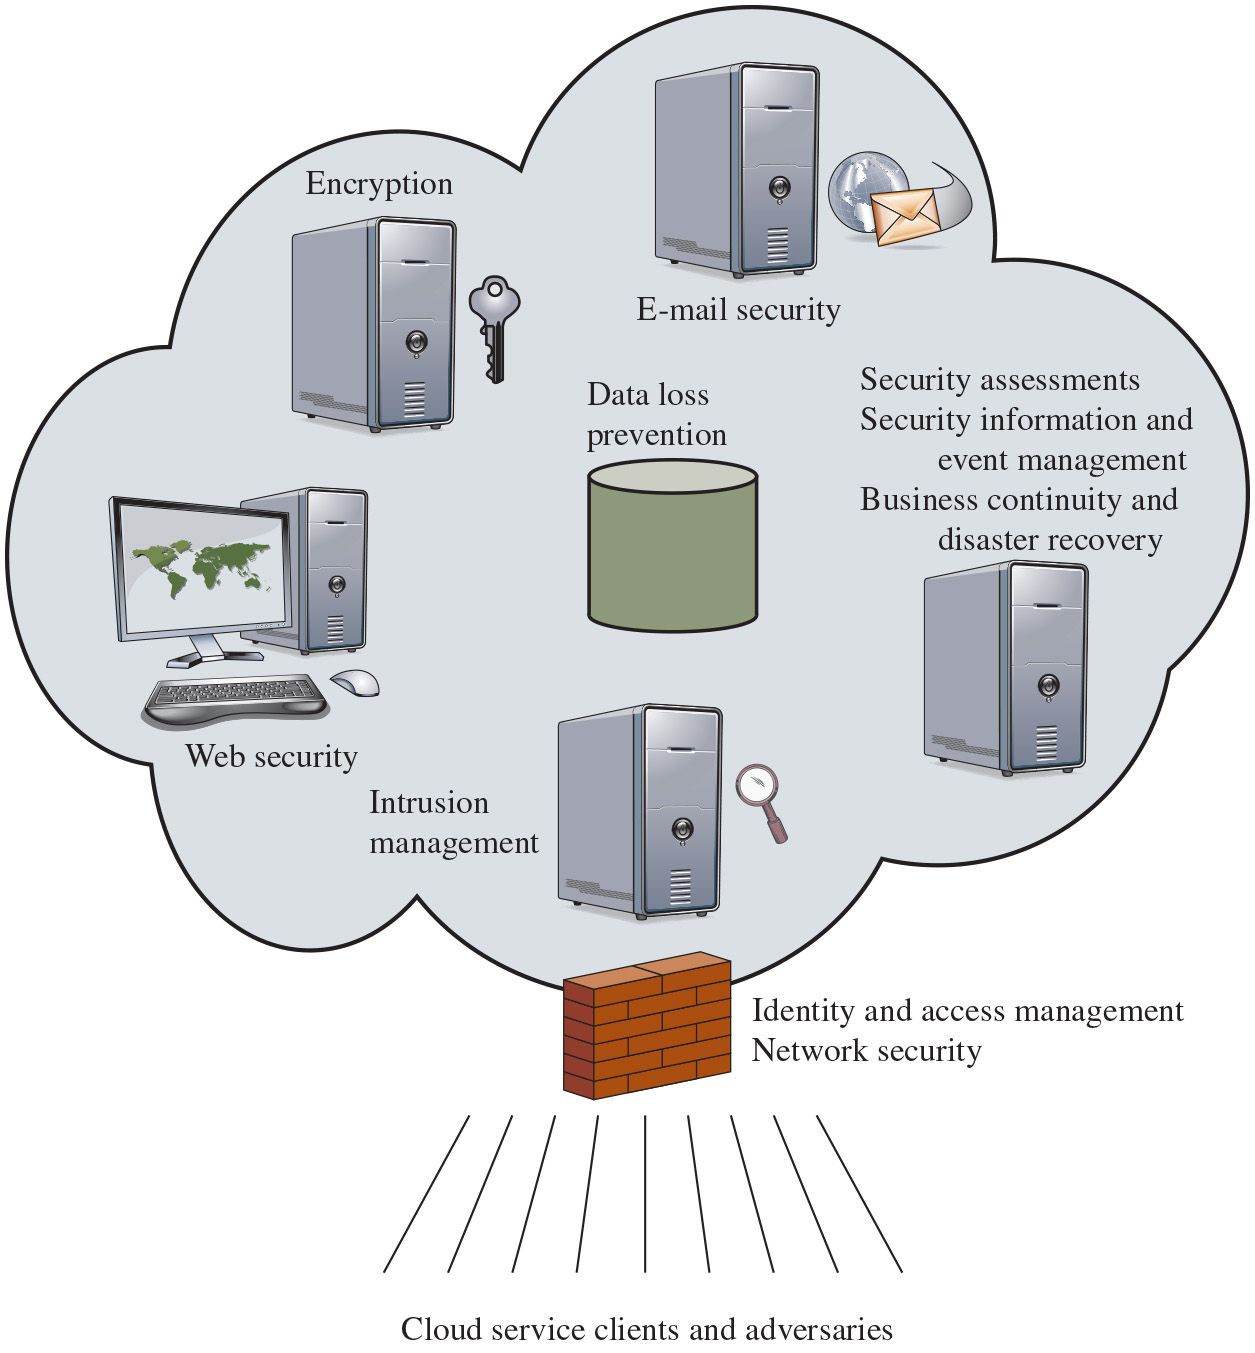 Encryption
E-mail security
Data loss
prevention
Security assessments
Security information and
event management
Business continuity and
disaster recovery
Web security
Intrusion
management
Identity and access management
Network security
Cloud service clients and adversaries